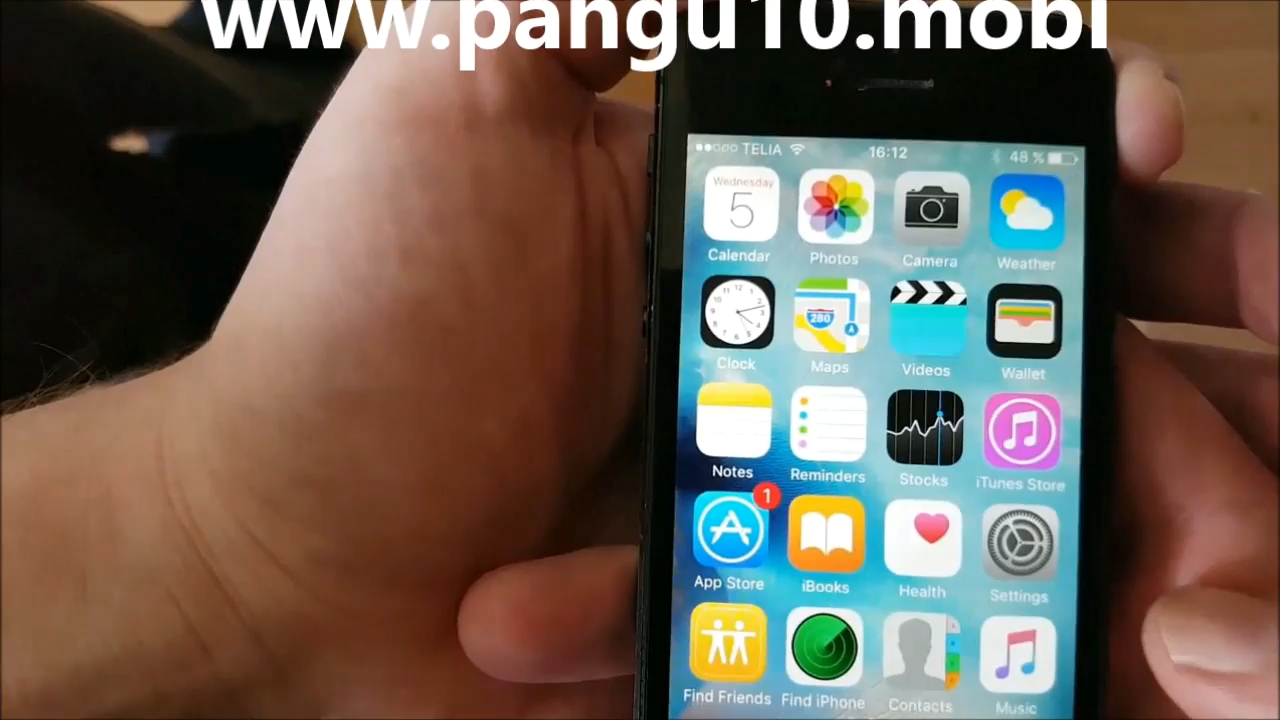 www.pangu10.mobi
TELIA 16:12 48 %
Wednesday
5
Calendar Photos Camera Weather
280
Clock Maps Videos Wallet
Notes Reminders Stocks iTunes Store
1
App Store iBooks Health Settings
Find Friends Find iPhone Contacts Music